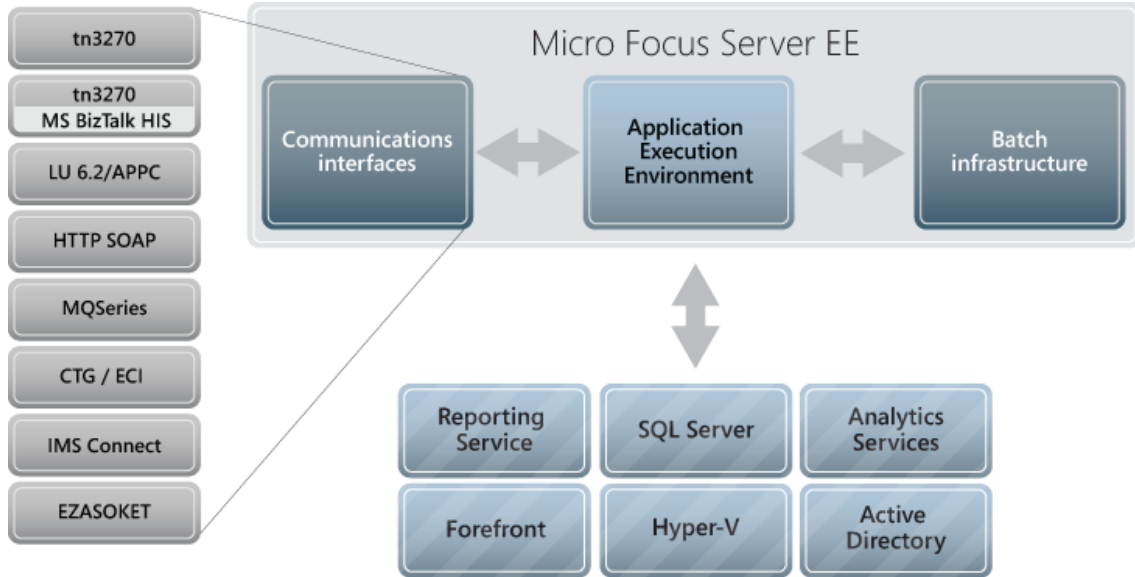 tn3270
tn3270
MS BizTalk HIS
LU 6.2/APPC
HTTP SOAP
MQSeries
CTG / ECI
IMS Connect
EZASOKET
Micro Focus Server EE
Communications
interfaces
Application
Execution
Environment
Batch
infrastructure
Reporting
Service
SQL Server
Analytics
Services
Forefront
Hyper-V
Active
Directory